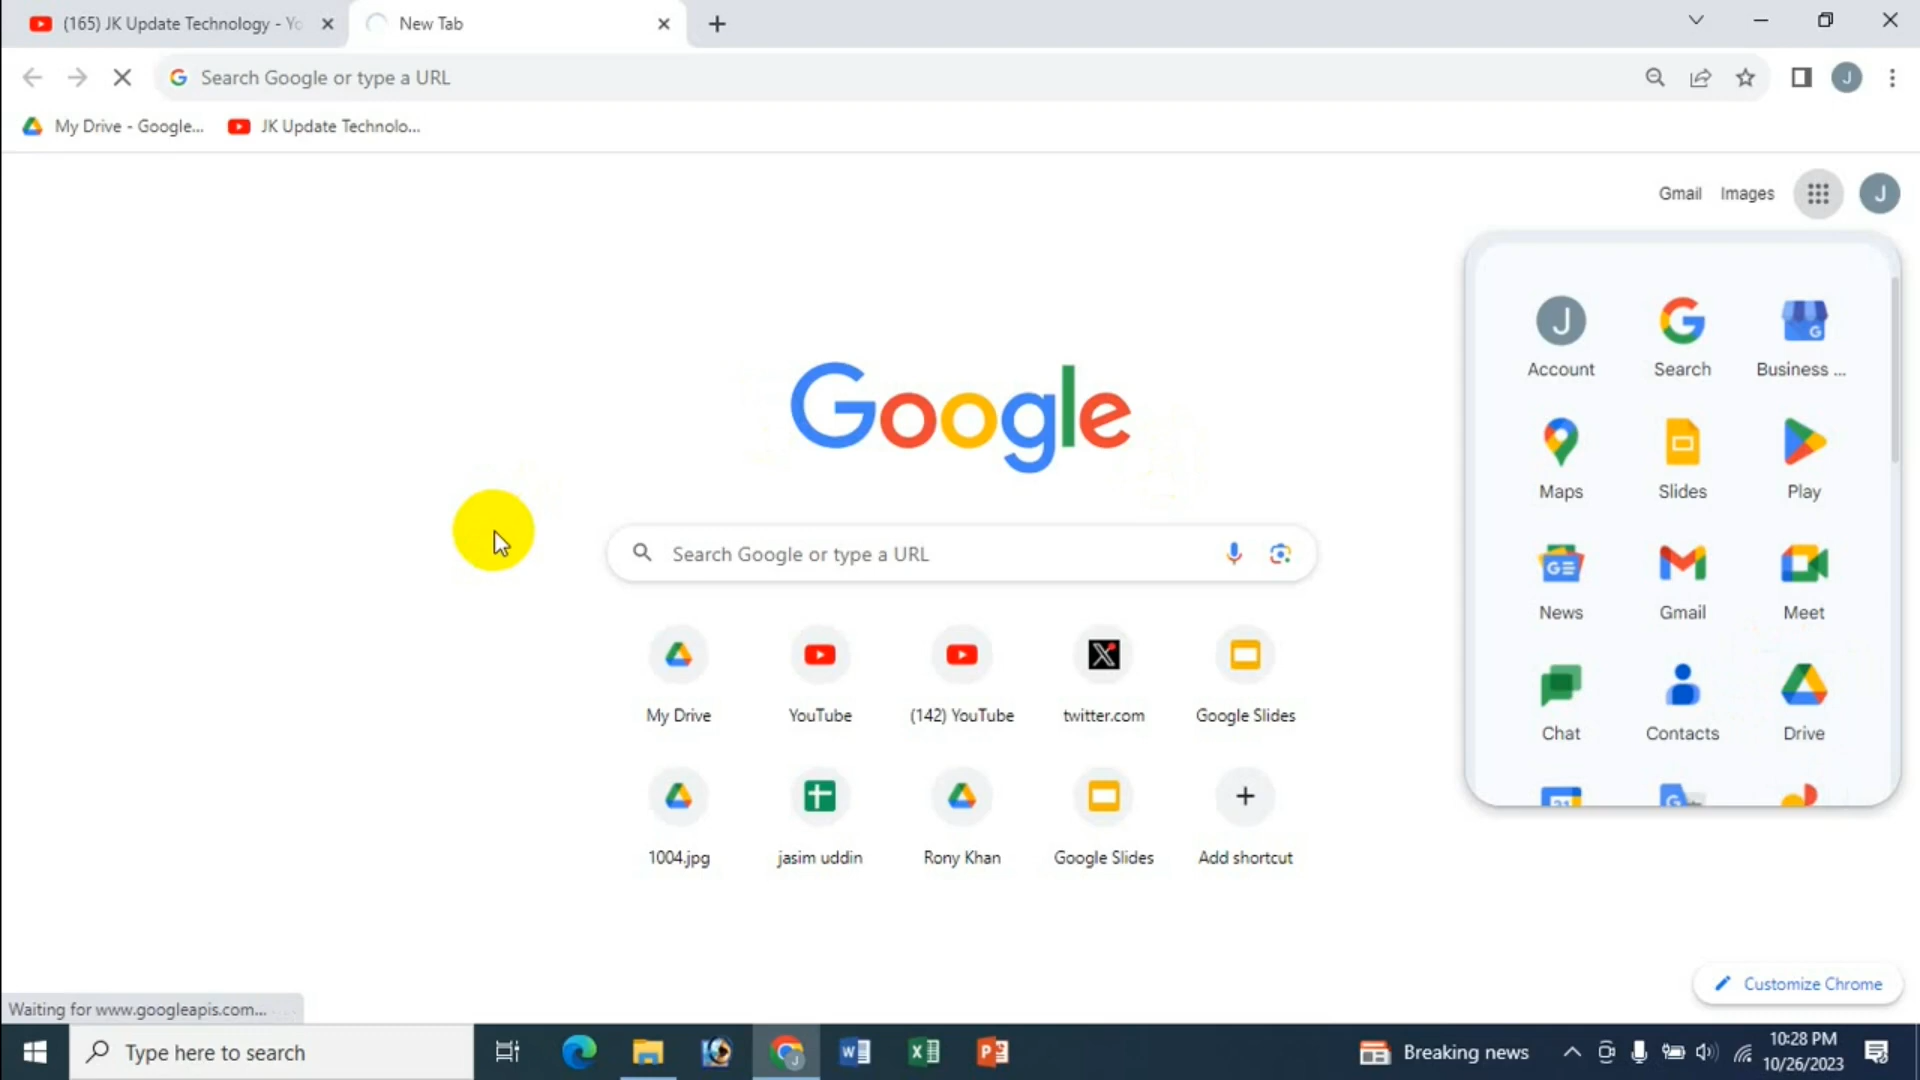 (165) JK Update Technology - Yo
New Tab
Search Google or type a URL
J
My Drive - Google...
JK Update Technolo...
Gmail
Images
J
J
Account
Search
Business ...
Maps
Slides
Play
GE
News
Gmail
Meet
Chat
Contacts
Drive
Google
Search Google or type a URL
My Drive
YouTube
(142) YouTube
twitter.com
Google Slides
1004.jpg
jasim uddin
Rony Khan
Google Slides
Add shortcut
Customize Chrome
Waiting for www.googleapis.com...
Type here to search
Breaking news
10:28 PM
10/26/2023